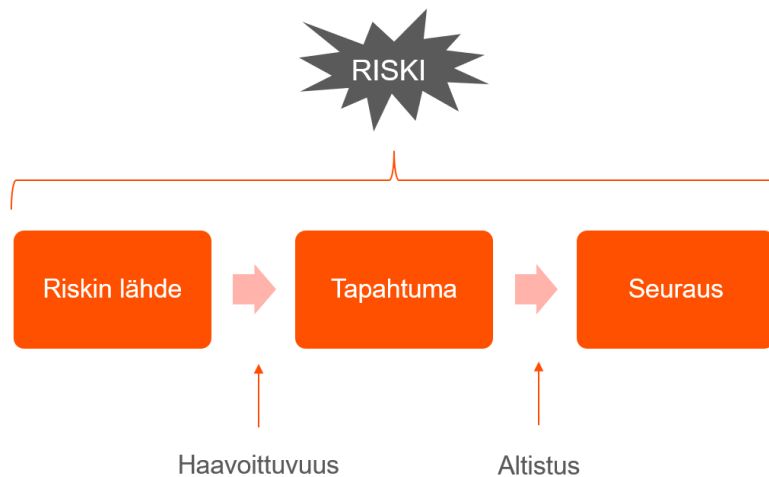 RISKI
Riskin lähde
Tapahtuma
Seuraus
Haavoittuvuus
Altistus